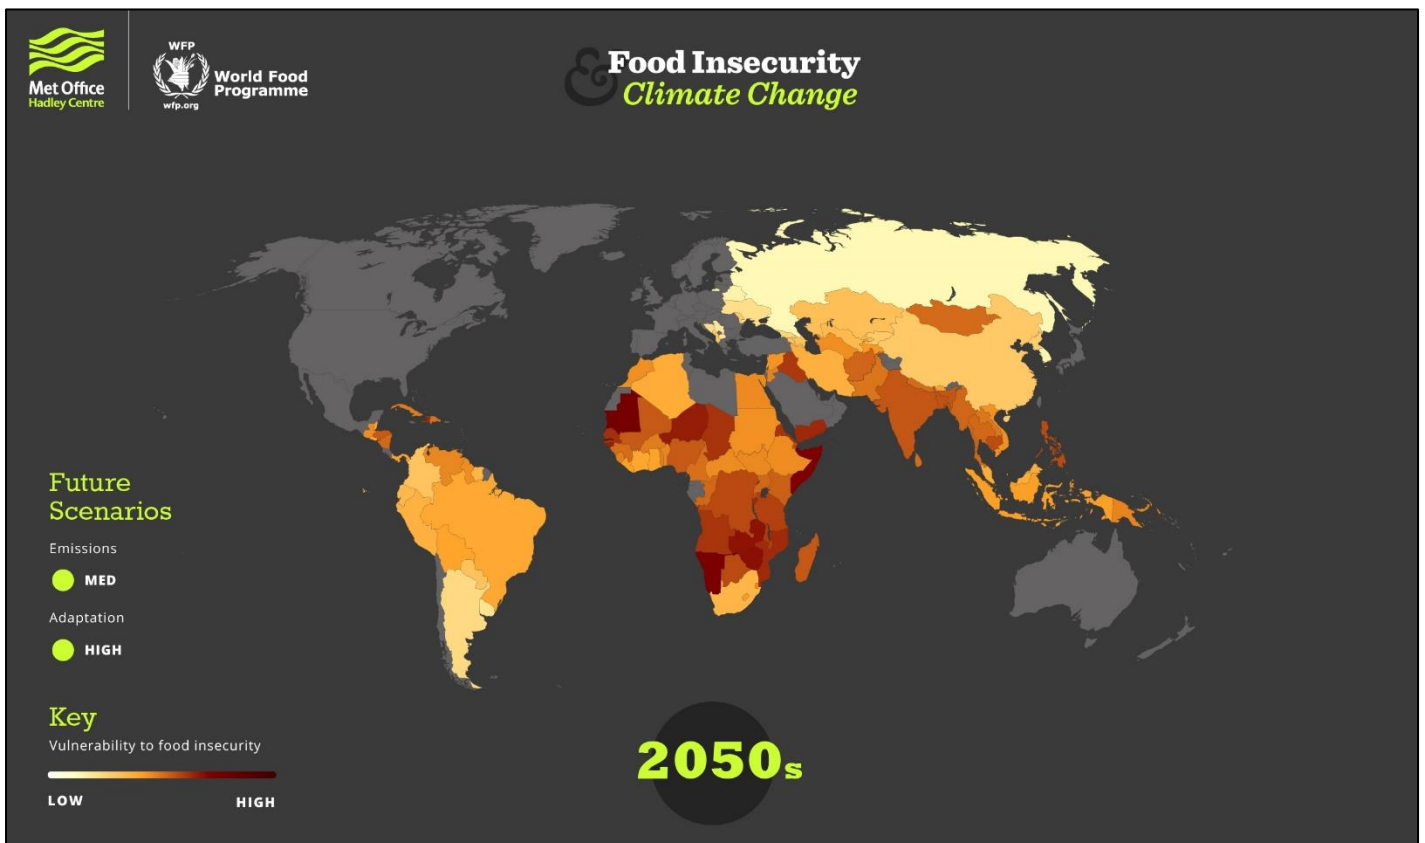 Met Office
Hadley Centre
WFP
wfp.org
World Food
Programme
&
Food Insecurity
Climate Change
Future
Scenarios
Emissions
MED
Adaptation
HIGH
Key
Vulnerability to food insecurity
LOW
HIGH
2050s